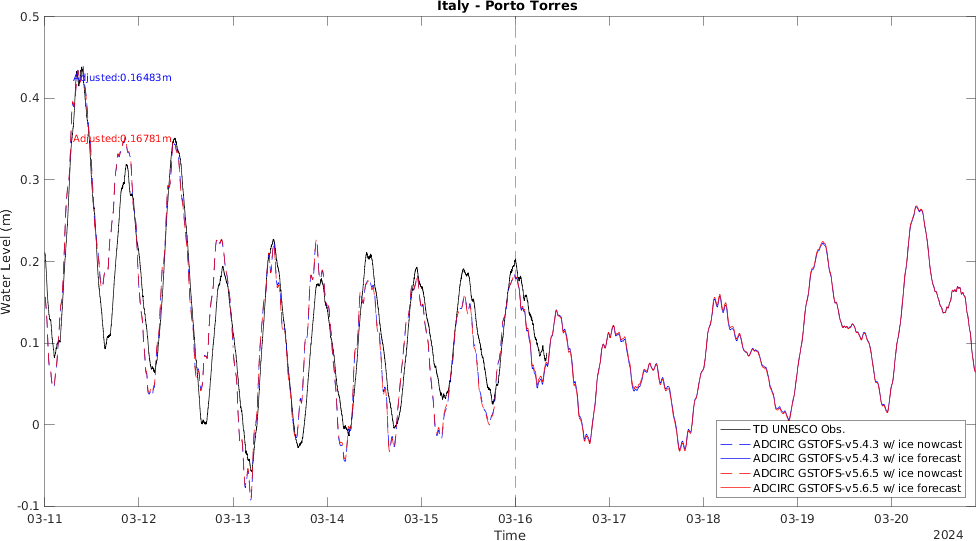 Italy - Porto Torres
0.5
0.4
0.3
0.2
0.1
0
-0.1
Water Level (m)
Adjusted:0.16483m
Adjusted:0.16781m
TD UNESCO Obs.
ADCIRC GSTOFS-v5.4.3 w/ ice nowcast
ADCIRC GSTOFS-v5.4.3 w/ ice forecast
ADCIRC GSTOFS-v5.6.5 w/ ice nowcast
ADCIRC GSTOFS-v5.6.5 w/ ice forecast
03-11 03-12 03-13 03-14 03-15 03-16 03-17 03-18 03-19 03-20
Time
2024